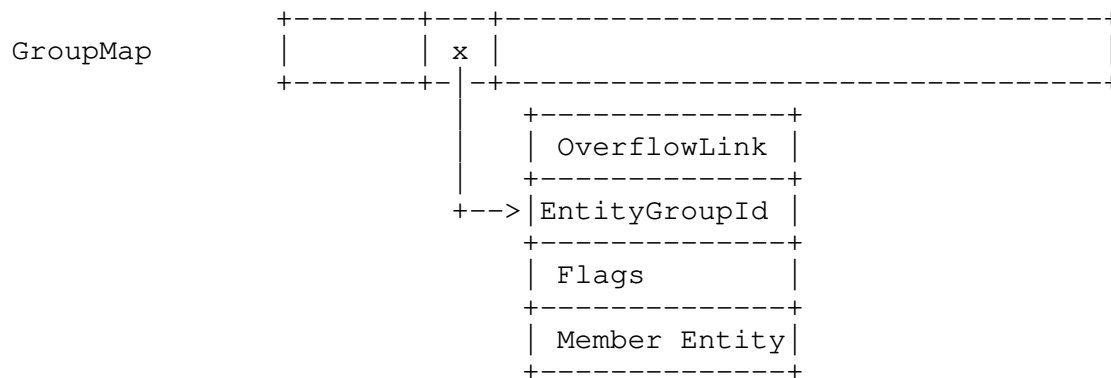 GroupMap x
OverflowLink
EntityGroupId
Flags
Member Entity